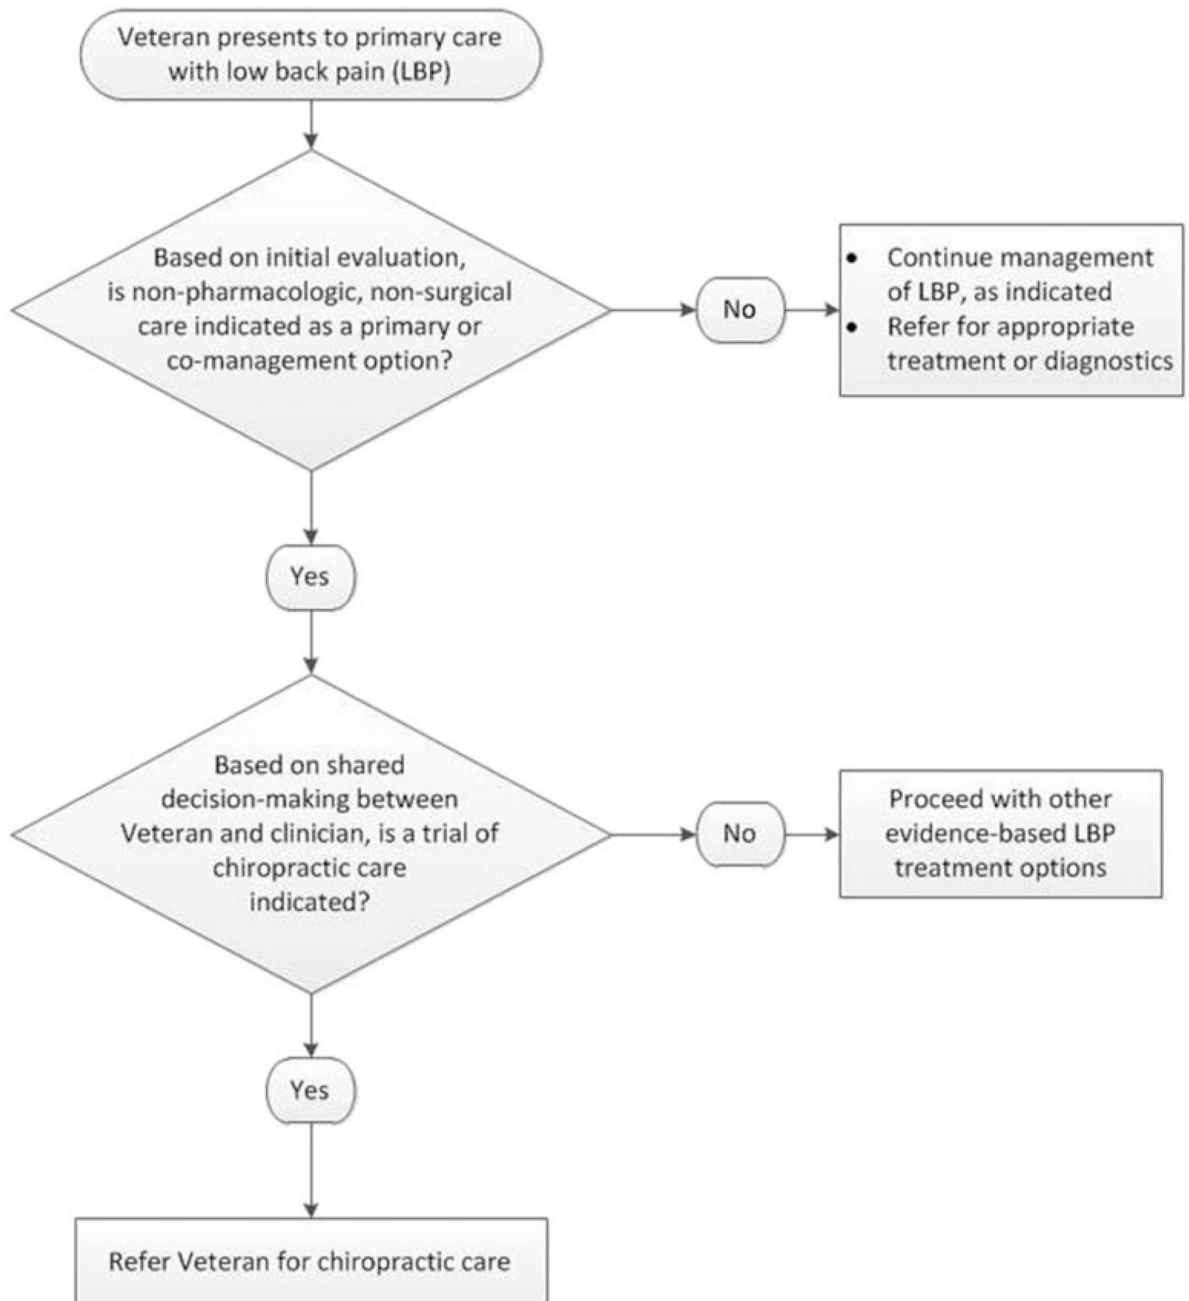 Veteran presents to primary care
with low back pain (LBP)
Based on initial evaluation,
is non-pharmacologic, non-surgical
care indicated as a primary or
co-management option?
No
• Continue management
of LBP, as indicated
• Refer for appropriate
treatment or diagnostics
Yes
Based on shared
decision-making between
Veteran and clinician, is a trial of
chiropractic care
indicated?
No
Proceed with other
evidence-based LBP
treatment options
Yes
Refer Veteran for chiropractic care